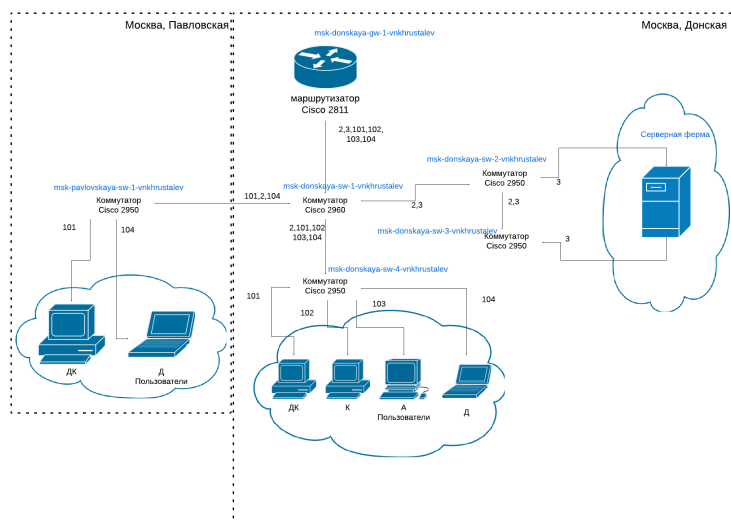 Москва, Павловская
Москва, Донская
msk-donskaya-gw-1-vnkhrustalev
маршрутизатор
Cisco 2811
2,3,101,102,
103,104
Серверная ферма
msk-donskaya-sw-2-vnkhrustalev
Коммутатор
Cisco 2950
3
msk-pavlovskaya-sw-1-vnkhrustalev
Коммутатор
Cisco 2950
101,2,104
msk-donskaya-sw-1-vnkhrustalev
Коммутатор
Cisco 2960
2,3
2,3
101
104
2,101,102
103,104
msk-donskaya-sw-3-vnkhrustalev
Коммутатор
Cisco 2950
3
msk-donskaya-sw-4-vnkhrustalev
Коммутатор
Cisco 2950
101
102
103
104
ДК
Д
Пользователи
ДК
К
А
Пользователи
Д